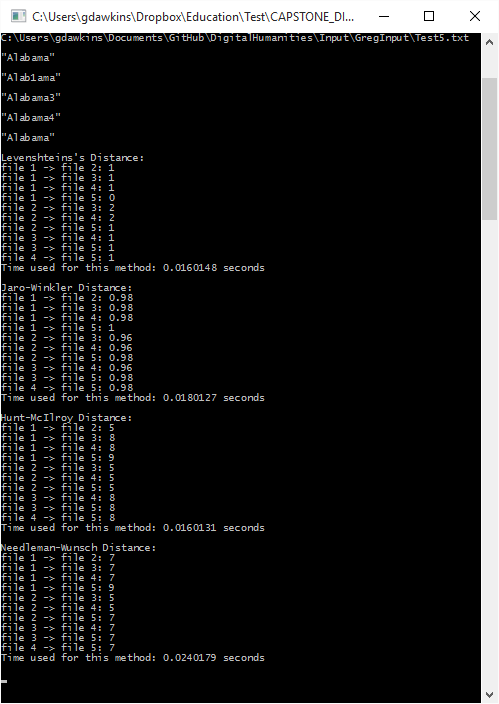 C:\Users\gdawkins\Dropbox\Education\Test\CAPSTONE_DI...
C:\Users\gdawkins\Documents\GitHub\DigitalHumanities\Input\GregInput\Test5.txt
"Alabama"
"Alab1ama"
"Alabama3"
"Alabama4"
"Alabama"
Levenshteins's Distance:
file 1 -> file 2: 1
file 1 -> file 3: 1
file 1 -> file 4: 1
file 1 -> file 5: 0
file 2 -> file 3: 2
file 2 -> file 4: 2
file 2 -> file 5: 1
file 3 -> file 4: 1
file 3 -> file 5: 1
file 4 -> file 5: 1
Time used for this method: 0.0160148 seconds
Jaro-Winkler Distance:
file 1 -> file 2: 0.98
file 1 -> file 3: 0.98
file 1 -> file 4: 0.98
file 1 -> file 5: 1
file 2 -> file 3: 0.96
file 2 -> file 4: 0.96
file 2 -> file 5: 0.98
file 3 -> file 4: 0.96
file 3 -> file 5: 0.98
file 4 -> file 5: 0.98
Time used for this method: 0.0180127 seconds
Hunt-McIlroy Distance:
file 1 -> file 2: 5
file 1 -> file 3: 8
file 1 -> file 4: 8
file 1 -> file 5: 9
file 2 -> file 3: 5
file 2 -> file 4: 5
file 2 -> file 5: 5
file 3 -> file 4: 8
file 3 -> file 5: 8
file 4 -> file 5: 8
Time used for this method: 0.0160131 seconds
Needleman-Wunsch Distance:
file 1 -> file 2: 7
file 1 -> file 3: 7
file 1 -> file 4: 7
file 1 -> file 5: 9
file 2 -> file 3: 5
file 2 -> file 4: 5
file 2 -> file 5: 7
file 3 -> file 4: 7
file 3 -> file 5: 7
file 4 -> file 5: 7
Time used for this method: 0.0240179 seconds